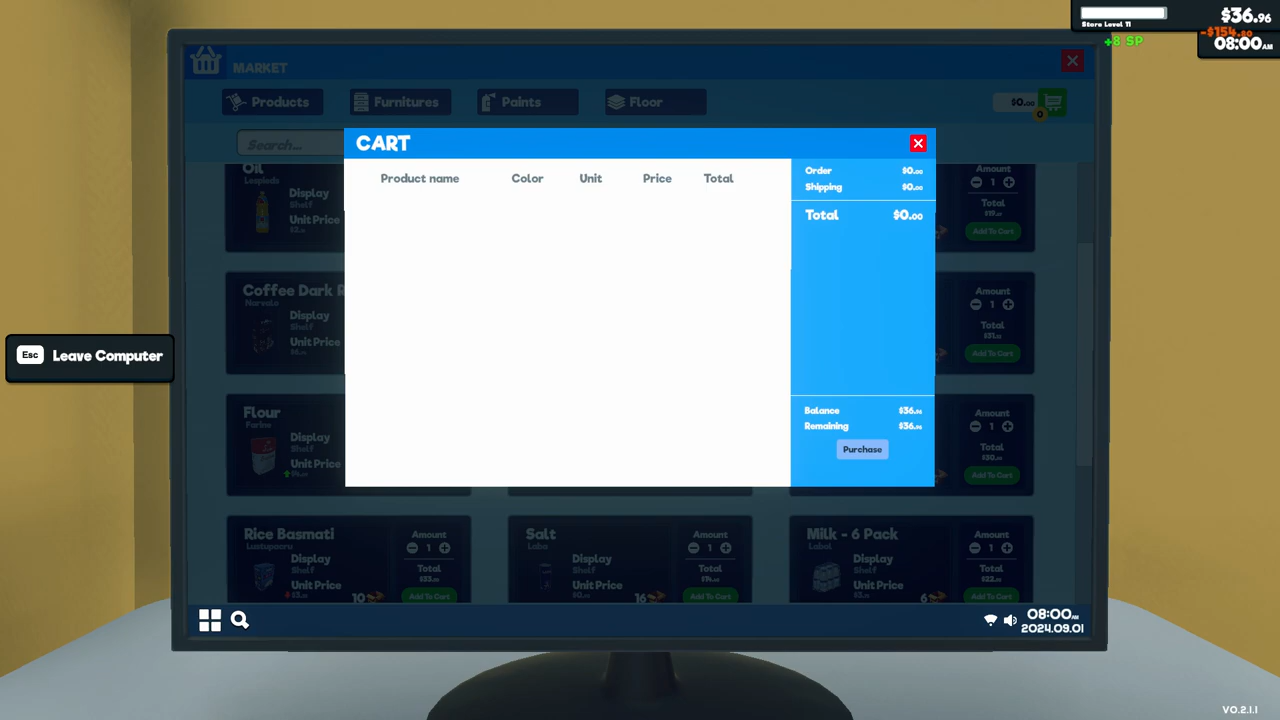 $36.96
Store Level 11
-$154.80
+8 SP
08:00AM
MARKET
Products
Furnitures
Paints
Floor
$0.00
0
Search...
CART
Product name
Color
Unit
Price
Total
Order
$0.00
Shipping
$0.00
Total
$0.00
Balance
$36.96
Remaining
$36.96
Purchase
Esc
Leave Computer
Oil
Display
Shelf
Unit Price
Amount
1
Total
Add To Cart
Coffee Dark R
Display
Shelf
Unit Price
Amount
1
Total
Add To Cart
Flour
Display
Shelf
Unit Price
Amount
1
Total
Add To Cart
Rice Basmati
Display
Shelf
Unit Price
10
Amount
1
Total
Add To Cart
Salt
Display
Shelf
Unit Price
16
Amount
1
Total
Add To Cart
Milk - 6 Pack
Display
Shelf
Unit Price
6
Amount
1
Total
Add To Cart
08:00AM
2024.09.01
V0.2.1.1